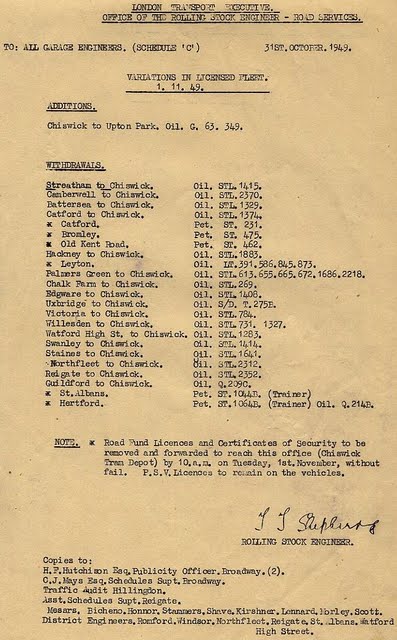 LONDON TRANSPORT EXECUTIVE.
OFFICE OF THE ROLLING STOCK ENGINEER - ROAD SERVICES.
TO: ALL GARAGE ENGINEERS. (SCHEDULE 'C') 31ST.OCTOBER.1949.
VARIATIONS IN LICENSED FLEET.
1. 11. 49.
ADDITIONS.
Chiswick to Upton Park. Oil. G. 63. 349.
WITHDRAWALS.
Streatham to Chiswick. Oil. STL.1415.
Camberwell to Chiswick. Oil. STL.2370.
Battersea to Chiswick. Oil. STL.1329.
Catford to Chiswick. Oil. STL.1374.
* Catford. Pet. ST. 231.
* Bromley. Pet. ST. 475.
* Old Kent Road. Pet. ST. 462.
Hackney to Chiswick. Oil. STL.1883.
* Leyton. Oil. LT.391.586.845.873.
Palmers Green to Chiswick. Oil. STL.613.655.665.672.1686.2218.
Chalk Farm to Chiswick. Oil. STL.269.
Edgware to Chiswick. Oil. STL.1408.
Uxbridge to Chiswick. Oil. S/D. T.275B.
Victoria to Chiswick. Oil. STL.784.
Willesden to Chiswick. Oil. STL.731. 1327.
Watford High St. to Chiswick. Oil. STL.1283.
Swanley to Chiswick. Oil. STL.1414.
Staines to Chiswick. Oil. STL.1641.
Northfleet to Chiswick. Oil. STL.2312.
Reigate to Chiswick. Oil. STL.2352.
Guildford to Chiswick. Oil. Q.209C.
* St.Albans. Pet. ST.1044B. (Trainer)
* Hertford. Pet. ST.1064B. (Trainer) Oil. Q.214B.
NOTE. * Road Fund Licences and Certificates of Security to be
removed and forwarded to reach this office (Chiswick
Tram Depot) by 10.a.m. on Tuesday, 1st.November, without
fail. P.S.V.Licences to remain on the vehicles.
ROLLING STOCK ENGINEER.
Copies to:
H.F.Hutchison Esq.Publicity Officer.Broadway.(2).
C.J.Mays Esq.Schedules Supt.Broadway.
Traffic Audit Hillingdon.
Asst.Schedules Supt.Reigate.
Messrs, Bicheno.Honnor.Stammers.Shave.Kirshner.Lennard.Morley.Scott.
District Engineers, Romford.Windsor.Northfleet.Reigate.St.Albans.Watford
High Street.